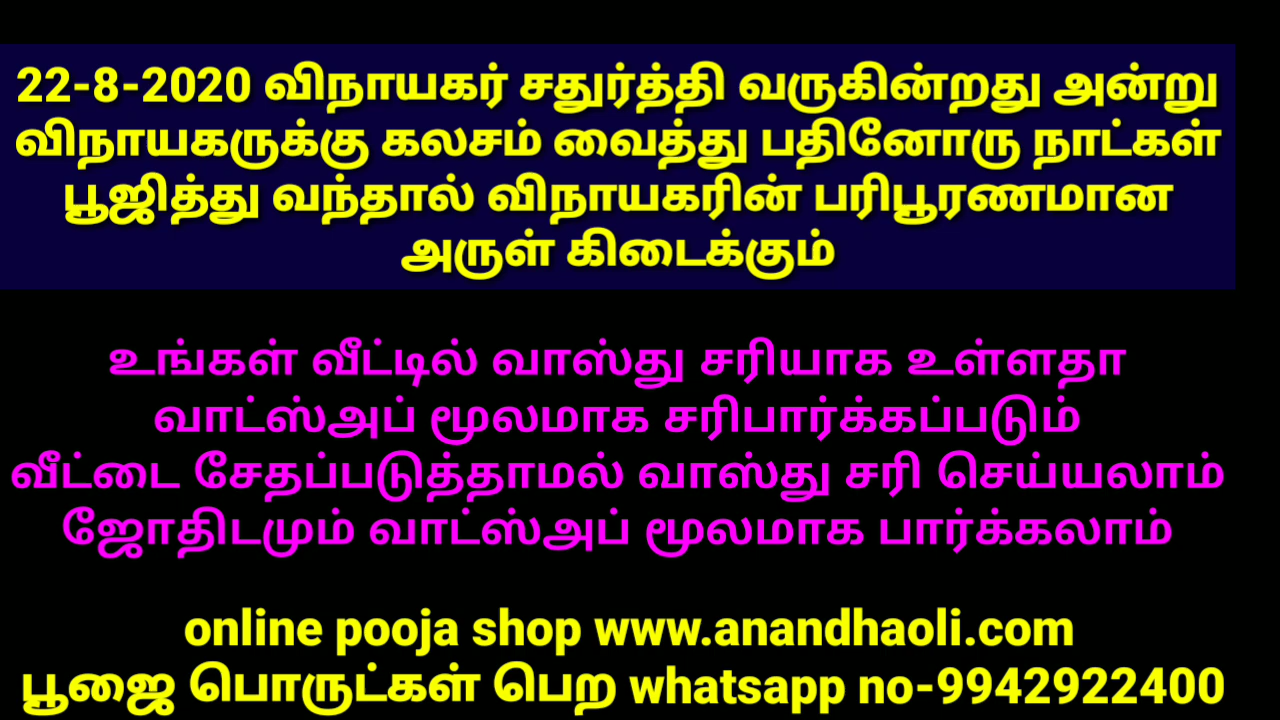 22-8-2020 விநாயகர் சதுர்த்தி வருகின்றது அன்று
விநாயகருக்கு கலசம் வைத்து பதினோரு நாட்கள்
பூஜித்து வந்தால் விநாயகரின் பரிபூரணமான
அருள் கிடைக்கும்
உங்கள் வீட்டில் வாஸ்து சரியாக உள்ளதா
வாட்ஸ்அப் மூலமாக சரிபார்க்கப்படும்
வீட்டை சேதப்படுத்தாமல் வாஸ்து சரி செய்யலாம்
ஜோதிடமும் வாட்ஸ்அப் மூலமாக பார்க்கலாம்
online pooja shop www.anandhaoli.com
பூஜை பொருட்கள் பெற whatsapp no-9942922400